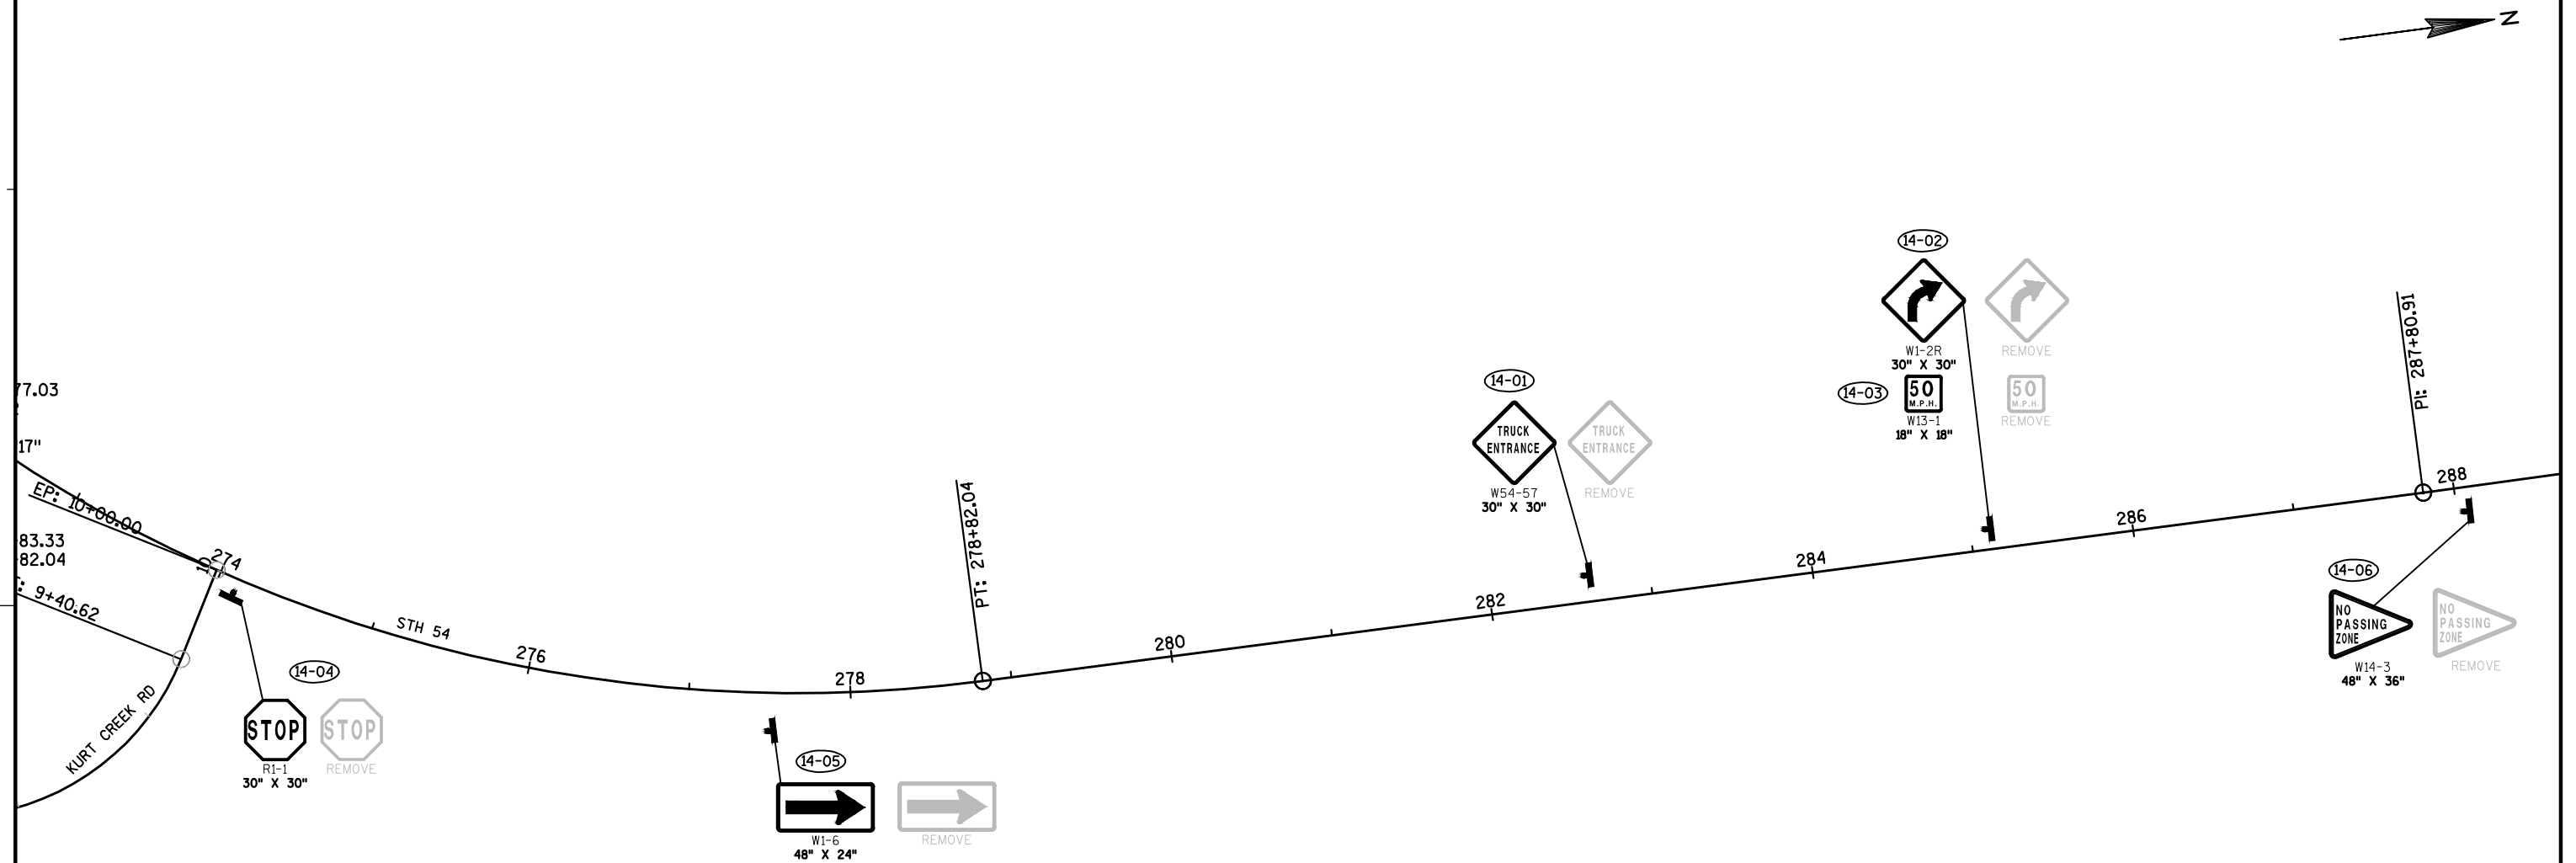 N
14-02
W1-2R
30" X 30"
REMOVE
14-03
50
M.P.H.
W13-1
18" X 18"
50
M.P.H.
REMOVE
14-01
TRUCK
ENTRANCE
W54-57
30" X 30"
TRUCK
ENTRANCE
REMOVE
PI: 287+80.91
77.03
17"
EP: 10+00.00
83.33
82.04
9+40.62
10
274
STH 54
276
278
PT: 278+82.04
280
282
284
286
288
KURT CREEK RD
14-04
STOP
R1-1
30" X 30"
STOP
REMOVE
14-05
W1-6
48" X 24"
REMOVE
14-06
NO
PASSING
ZONE
W14-3
48" X 36"
NO
PASSING
ZONE
REMOVE